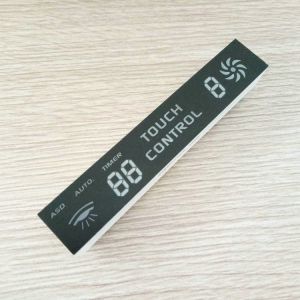 ASD. AUTO. TIMER
88
TOUCH
CONTROL
8